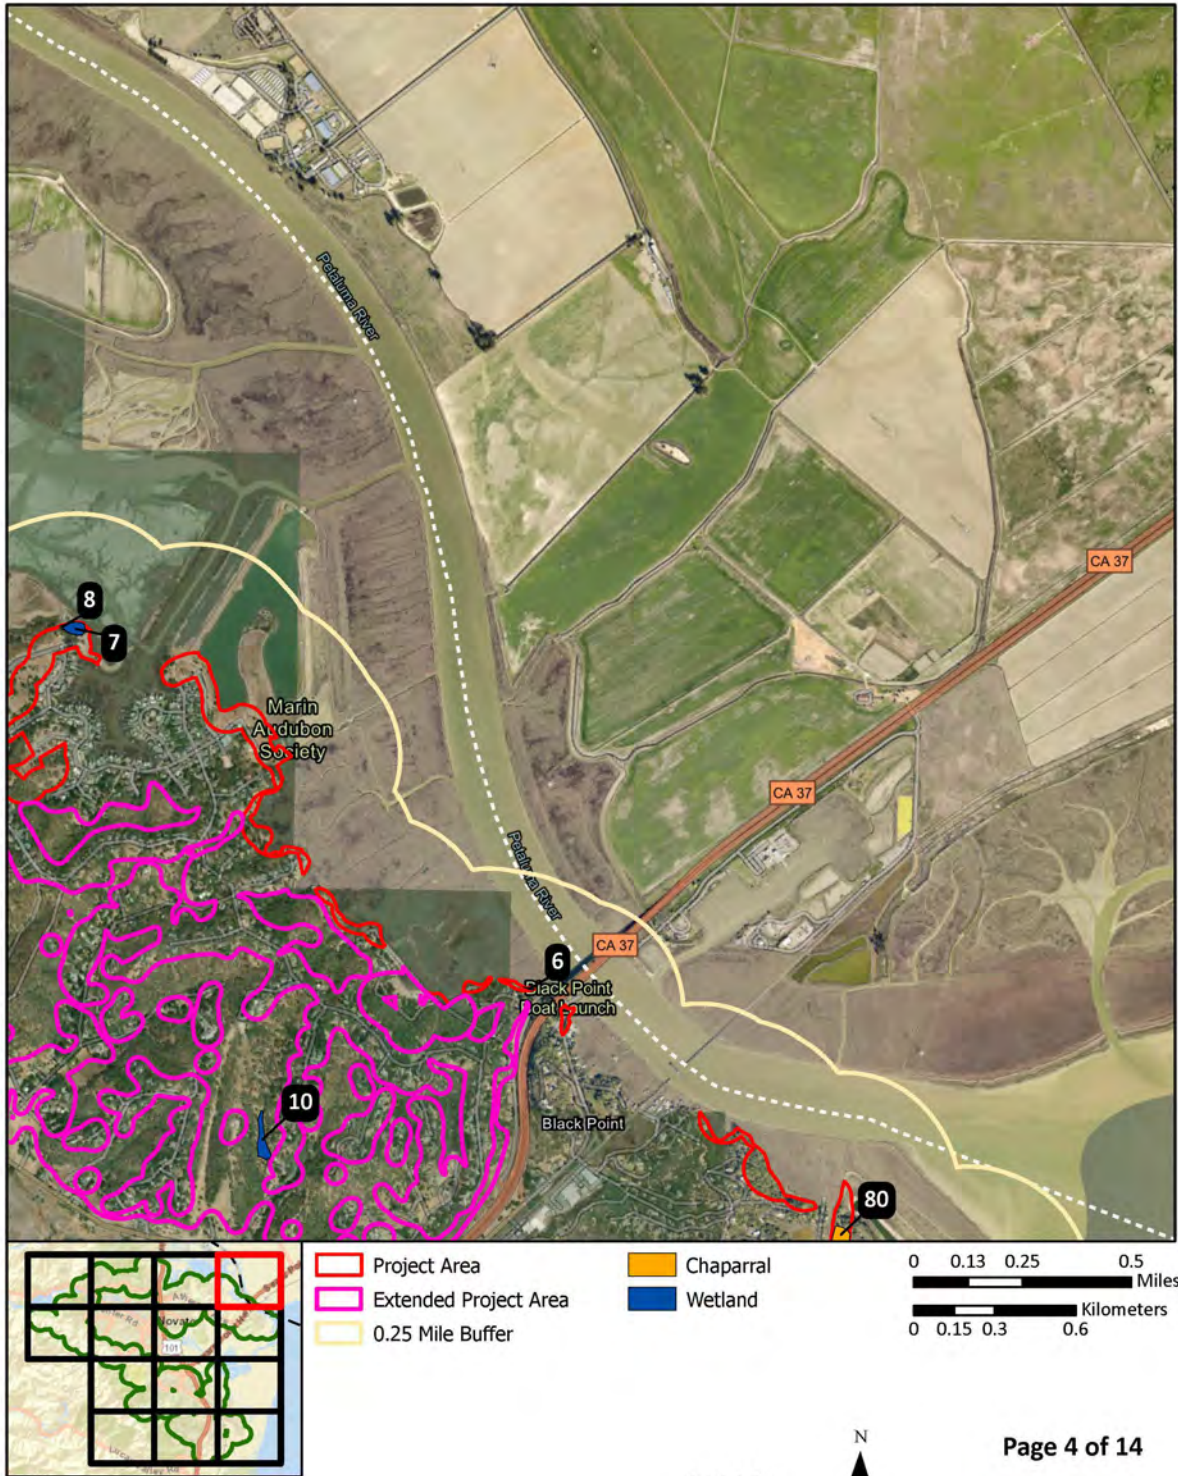 Petaluma River
CA 37
8
7
Marin
Audubon
Society
CA 37
Petaluma River
CA 37
6
Black Point
Boat Launch
10
Black Point
80
Novato
101
Project Area
Extended Project Area
0.25 Mile Buffer
Chaparral
Wetland
0 0.13 0.25 0.5
Miles
Kilometers
0 0.15 0.3 0.6
N
Page 4 of 14